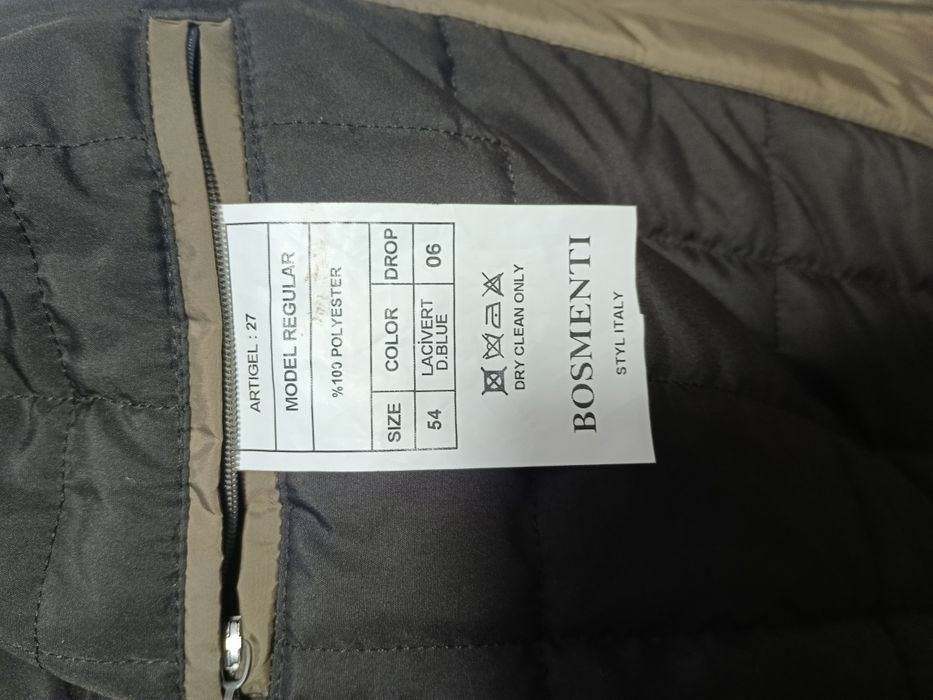 ARTIGEL : 27
MODEL REGULAR
%100 POLYESTER
SIZE COLOR DROP
54 LACİVERT D.BLUE 06
DRY CLEAN ONLY
BOSMENTI
STYL ITALY